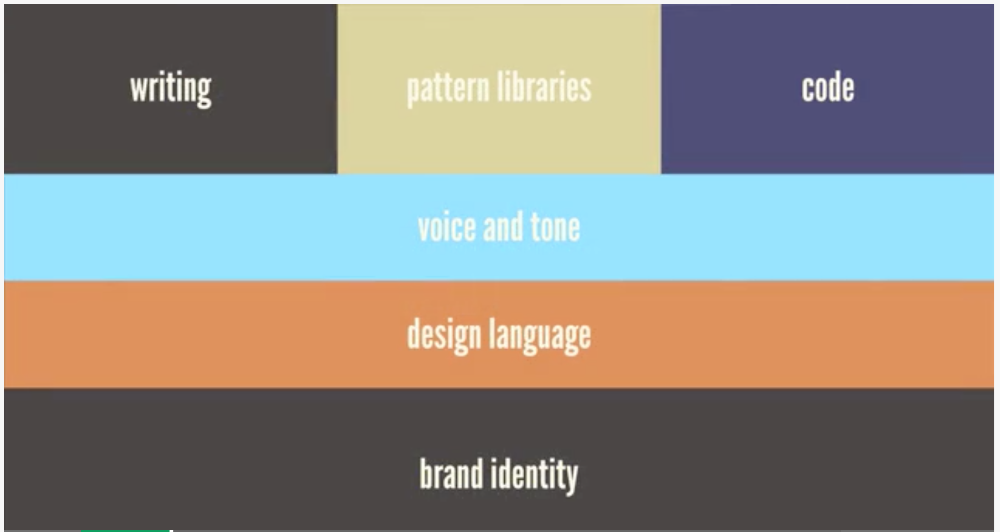 writing
pattern libraries
code
voice and tone
design language
brand identity